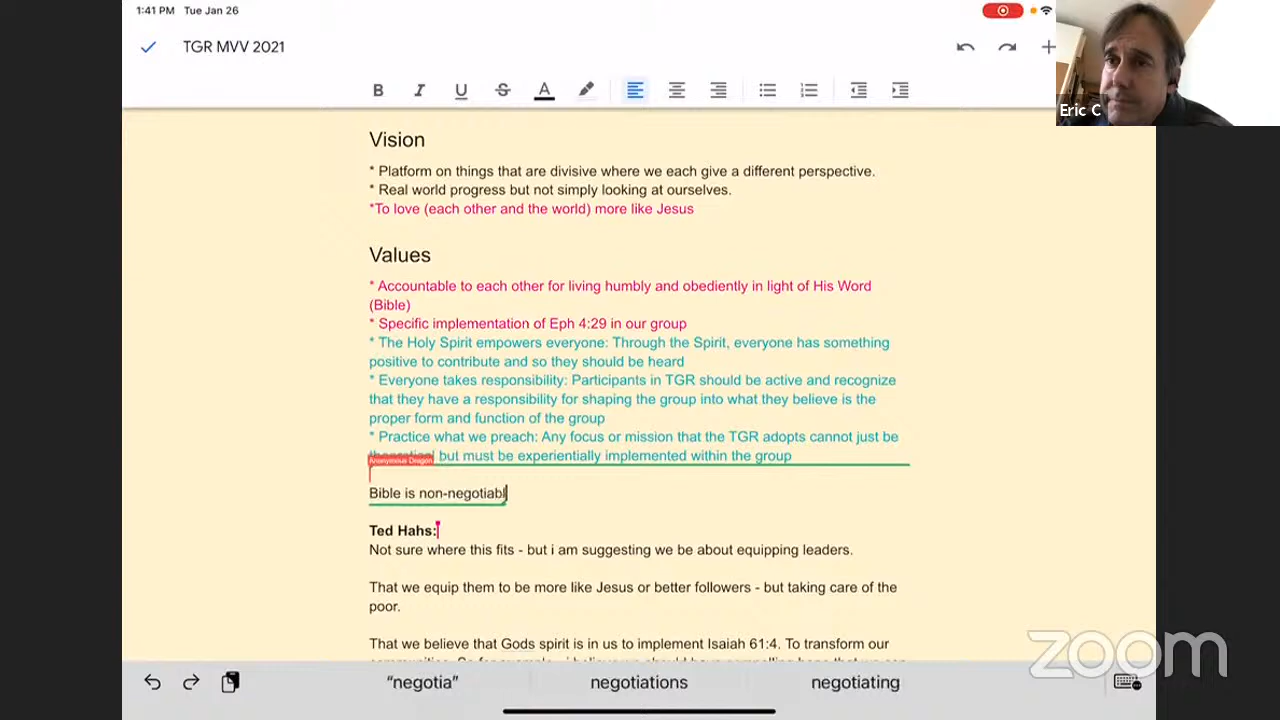 1:41 PM Tue Jan 26
TGR MVV 2021
Eric C
B I U S A
Vision
* Platform on things that are divisive where we each give a different perspective.
* Real world progress but not simply looking at ourselves.
*To love (each other and the world) more like Jesus
Values
* Accountable to each other for living humbly and obediently in light of His Word
(Bible)
* Specific implementation of Eph 4:29 in our group
* The Holy Spirit empowers everyone: Through the Spirit, everyone has something
positive to contribute and so they should be heard
* Everyone takes responsibility: Participants in TGR should be active and recognize
that they have a responsibility for shaping the group into what they believe is the
proper form and function of the group
* Practice what we preach: Any focus or mission that the TGR adopts cannot just be
but must be experientially implemented within the group
Anonymous Dragon
Bible is non-negotiabl
Ted Hahs:
Not sure where this fits - but i am suggesting we be about equipping leaders.
That we equip them to be more like Jesus or better followers - but taking care of the
poor.
That we believe that Gods spirit is in us to implement Isaiah 61:4. To transform our
zoom
“negotia” negotiations negotiating